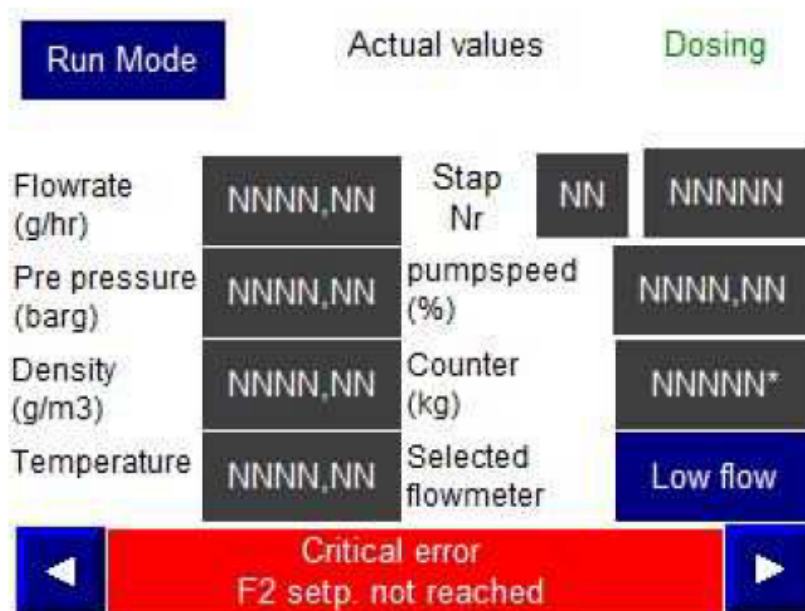 Run Mode
Actual values
Dosing
Flowrate
(g/hr)
NNNN,NN
Stap
Nr
NN
NNNNN
Pre pressure
(barg)
NNNN,NN
pumpspeed
(%)
NNNN,NN
Density
(g/m3)
NNNN,NN
Counter
(kg)
NNNNN*
Temperature
NNNN,NN
Selected
flowmeter
Low flow
Critical error
F2 setp. not reached